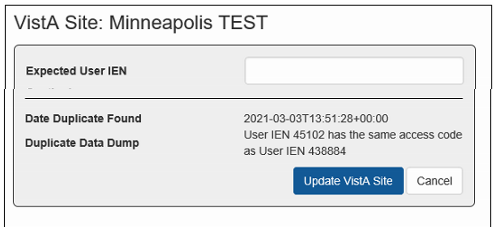 VistA Site: Minneapolis TEST
Expected User IEN
Date Duplicate Found 2021-03-03T13:51:28+00:00
Duplicate Data Dump User IEN 45102 has the same access code
as User IEN 438884
Update VistA Site Cancel